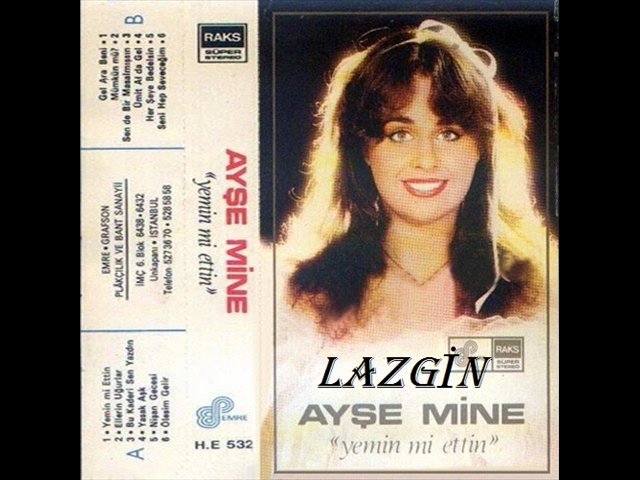 B
Gel Ara Beni • 1
Mümkün mü? • 2
Sen de Bir Masalmışsın • 3
Ümit Al da Gel • 4
Her Şeye Bedelsin • 5
Seni Hep Seveceğim • 6
EMRE • GRAFSON
PLÂKÇILIK VE BANT SANAYİİ
İMÇ 6. Blok 6438 • 6432
Unkapanı • İSTANBUL
Telefon 527 36 70 • 528 58 58
A
1 • Yemin mi Ettin
2 • Ellerin Uğurlar
3 • Bu Kaderi Sen Yazdın
4 • Yasak Aşk
5 • Nişan Gecesi
6 • Ölesim Gelir
RAKS
SÜPER
STEREO
AYŞE MİNE
“yemin mi ettin”
EMRE
H.E 532
RAKS
SÜPER
STEREO
LAZGİN
AYŞE MİNE
“yemin mi ettin”